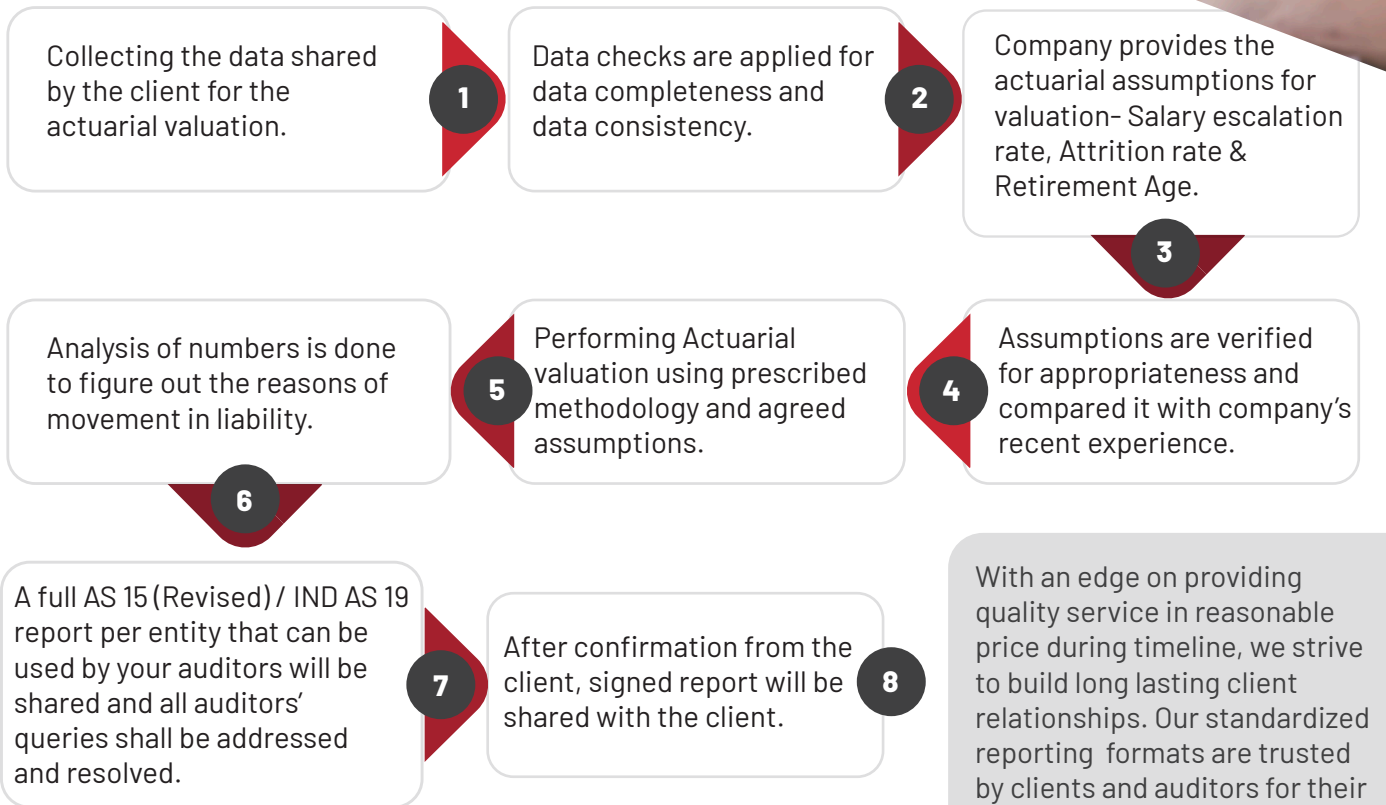 Collecting the data shared
by the client for the
actuarial valuation.
1
Data checks are applied for
data completeness and
data consistency.
2
Company provides the
actuarial assumptions for
valuation- Salary escalation
rate, Attrition rate &
Retirement Age.
3
Assumptions are verified
for appropriateness and
compared it with company's
recent experience.
4
Performing Actuarial
valuation using prescribed
methodology and agreed
assumptions.
5
Analysis of numbers is done
to figure out the reasons of
movement in liability.
6
A full AS 15 (Revised) / IND AS 19
report per entity that can be
used by your auditors will be
shared and all auditors'
queries shall be addressed
and resolved.
7
After confirmation from the
client, signed report will be
shared with the client.
8
With an edge on providing
quality service in reasonable
price during timeline, we strive
to build long lasting client
relationships. Our standardized
reporting formats are trusted
by clients and auditors for their